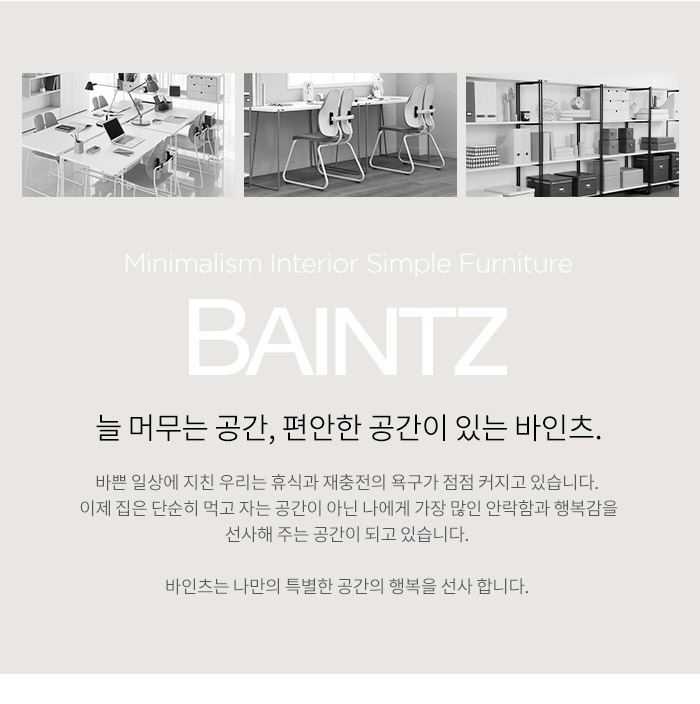 Minimalism Interior Simple Furniture
BAINTZ
늘 머무는 공간, 편안한 공간이 있는 바인츠.
바쁜 일상에 지친 우리는 휴식과 재충전의 욕구가 점점 커지고 있습니다.
이제 집은 단순히 먹고 자는 공간이 아닌 나에게 가장 많인 안락함과 행복감을
선사해 주는 공간이 되고 있습니다.
바인츠는 나만의 특별한 공간의 행복을 선사 합니다.